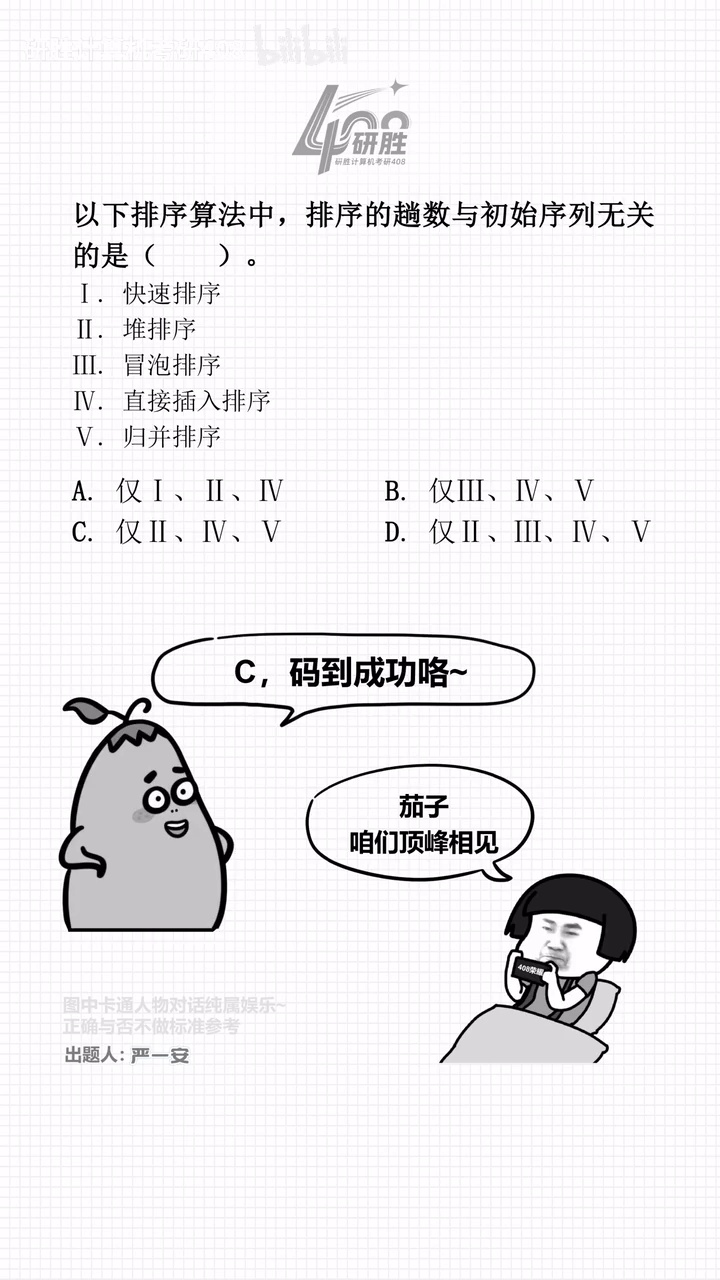 bilibili
408
研胜
研胜计算机考研408
以下排序算法中，排序的趟数与初始序列无关
的是（　　）。
Ⅰ. 快速排序
Ⅱ. 堆排序
Ⅲ. 冒泡排序
Ⅳ. 直接插入排序
Ⅴ. 归并排序
A. 仅Ⅰ、Ⅱ、Ⅳ
B. 仅Ⅲ、Ⅳ、Ⅴ
C. 仅Ⅱ、Ⅳ、Ⅴ
D. 仅Ⅱ、Ⅲ、Ⅳ、Ⅴ
C，码到成功咯~
茄子
咱们顶峰相见
408荣耀
图中卡通人物对话纯属娱乐~
正确与否不做标准参考
出题人：严一安